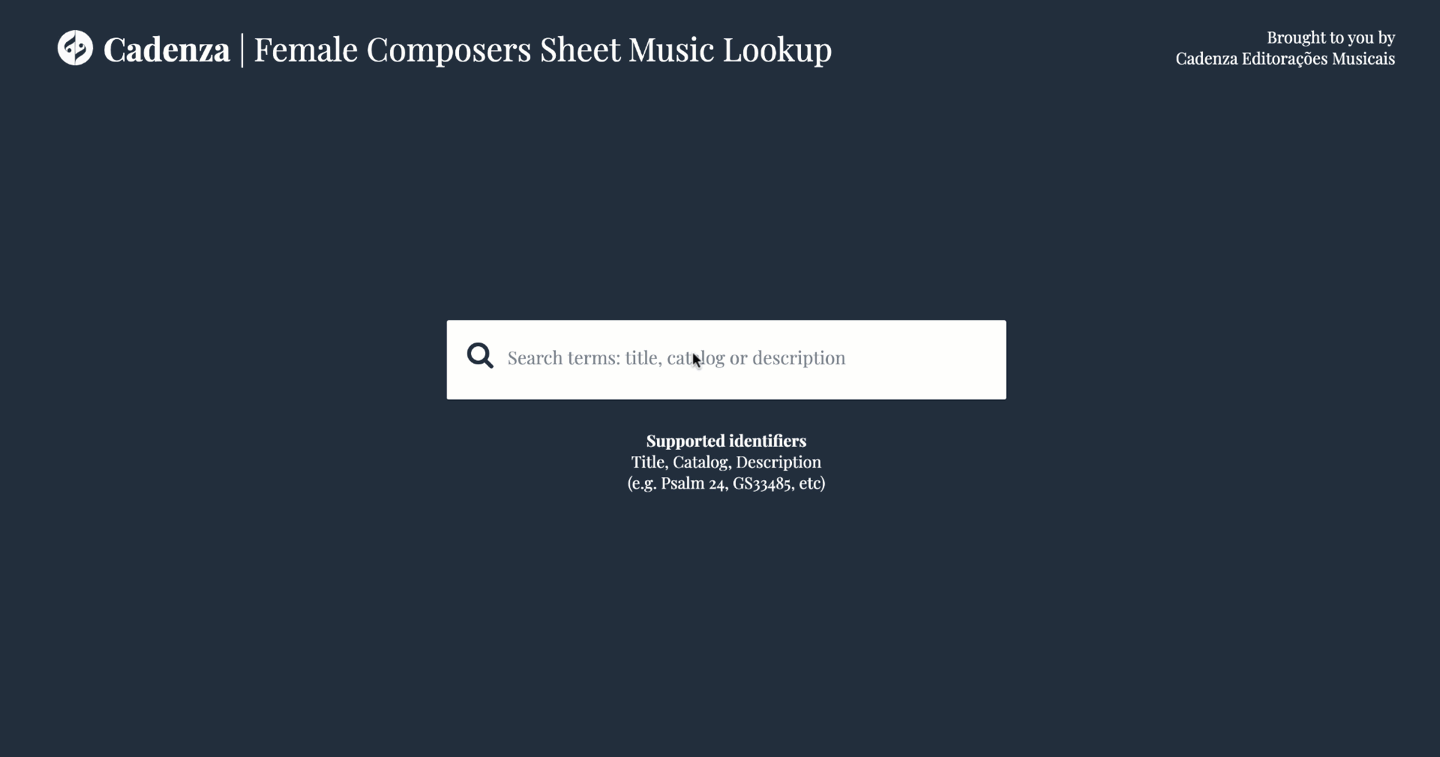 Cadenza | Female Composers Sheet Music Lookup
Brought to you by
Cadenza Editorações Musicais
Search terms: title, catalog or description
Supported identifiers
Title, Catalog, Description
(e.g. Psalm 24, GS33485, etc)